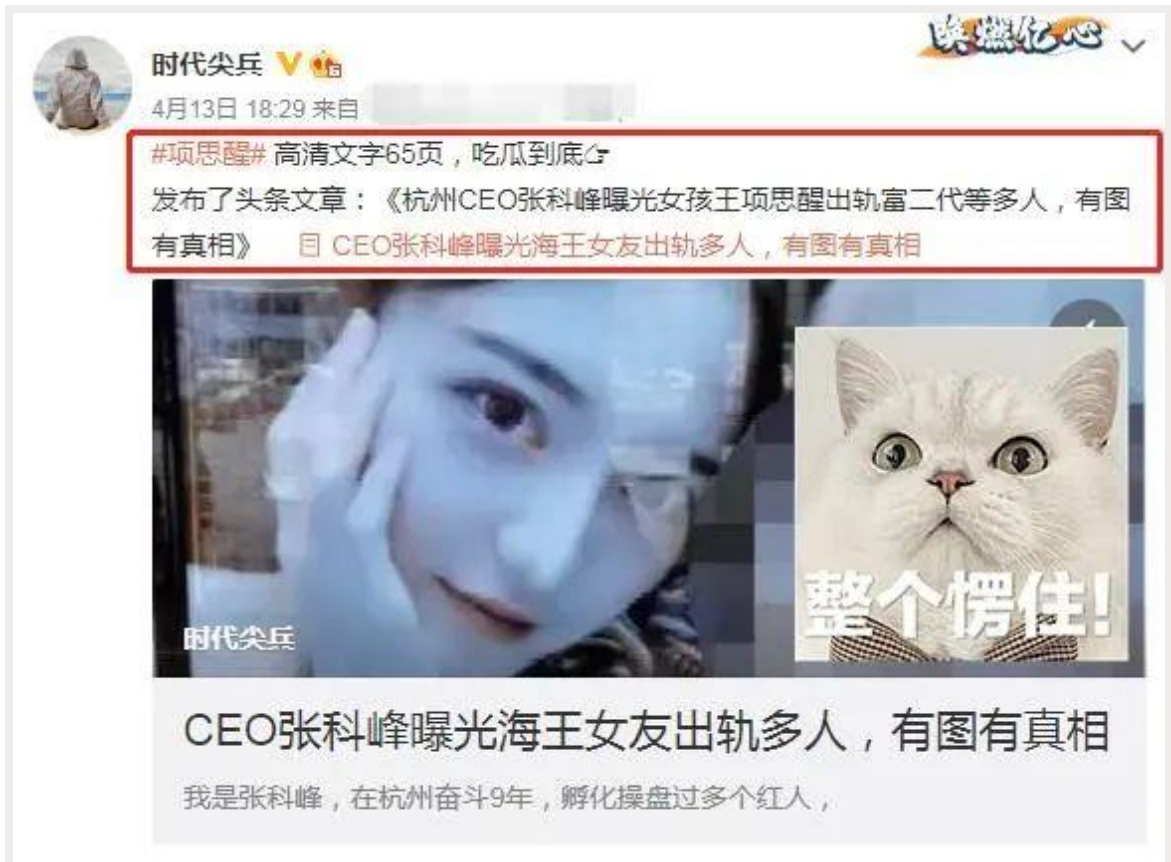 焕燃亿心
时代尖兵
4月13日 18:29 来自
#项思醒# 高清文字65页，吃瓜到底👉
发布了头条文章：《杭州CEO张科峰曝光女孩王项思醒出轨富二代等多人，有图
有真相》 CEO张科峰曝光海王女友出轨多人，有图有真相
整个愣住!
时代尖兵
CEO张科峰曝光海王女友出轨多人，有图有真相
我是张科峰，在杭州奋斗9年，孵化操盘过多个红人，